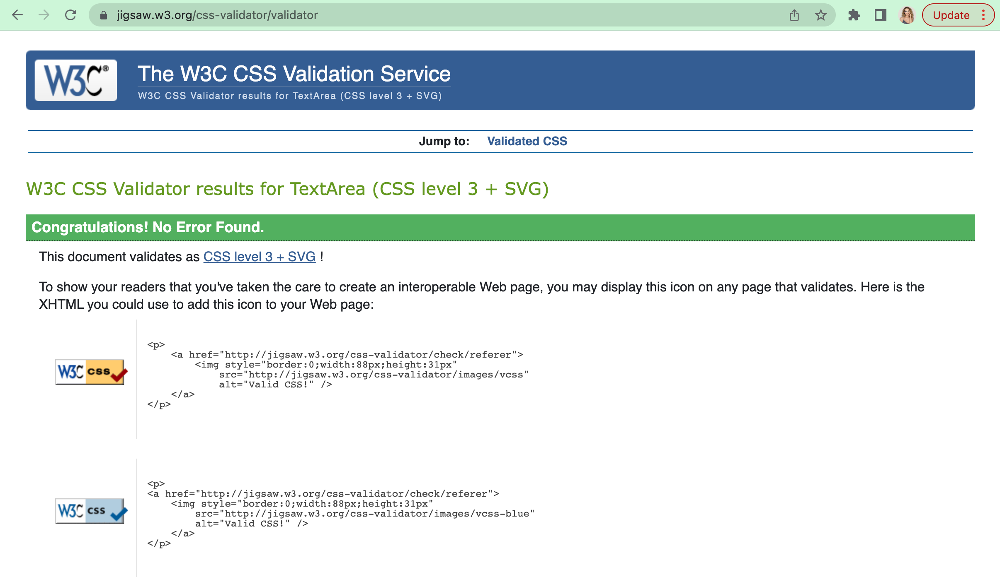 jigsaw.w3.org/css-validator/validator
Update
W3C®
The W3C CSS Validation Service
W3C CSS Validator results for TextArea (CSS level 3 + SVG)
Jump to: Validated CSS
W3C CSS Validator results for TextArea (CSS level 3 + SVG)
Congratulations! No Error Found.
This document validates as CSS level 3 + SVG !
To show your readers that you've taken the care to create an interoperable Web page, you may display this icon on any page that validates. Here is the
XHTML you could use to add this icon to your Web page:
W3C css
<p>
    <a href="http://jigsaw.w3.org/css-validator/check/referer">
        <img style="border:0;width:88px;height:31px"
            src="http://jigsaw.w3.org/css-validator/images/vcss"
            alt="Valid CSS!" />
    </a>
</p>
W3C css
<p>
<a href="http://jigsaw.w3.org/css-validator/check/referer">
    <img style="border:0;width:88px;height:31px"
        src="http://jigsaw.w3.org/css-validator/images/vcss-blue"
        alt="Valid CSS!" />
    </a>
</p>